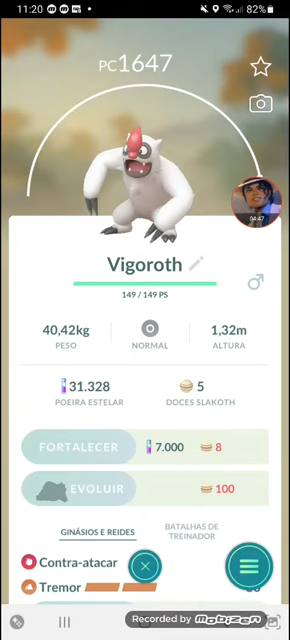 11:20
82%
PC1647
04:47
Vigoroth
149 / 149 PS
40,42kg
PESO
NORMAL
1,32m
ALTURA
31.328
POEIRA ESTELAR
5
DOCES SLAKOTH
FORTALECER
7.000
8
EVOLUIR
100
GINÁSIOS E REIDES
BATALHAS DE
TREINADOR
Contra-atacar
Tremor
Recorded by mobizen